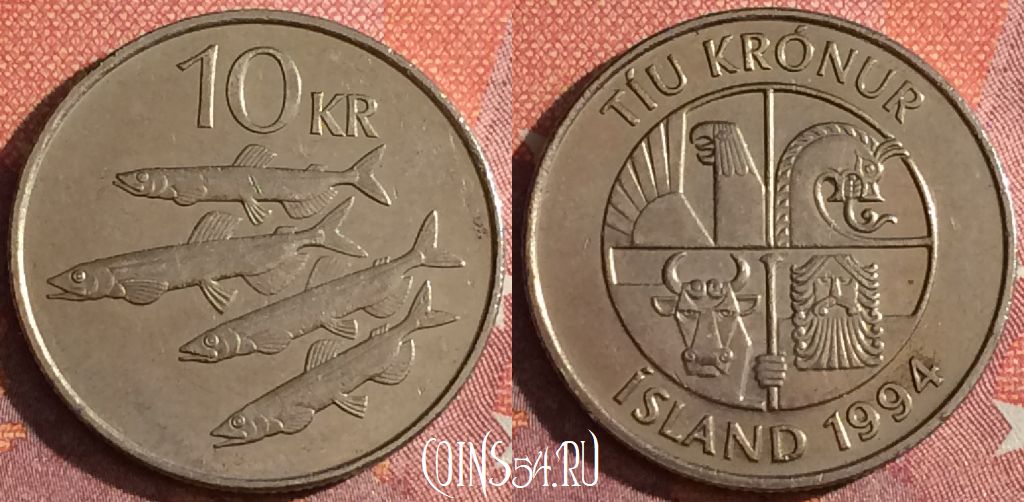 10 KR
TÍU KRÓNUR
ÍSLAND 1994
COINS54.RU